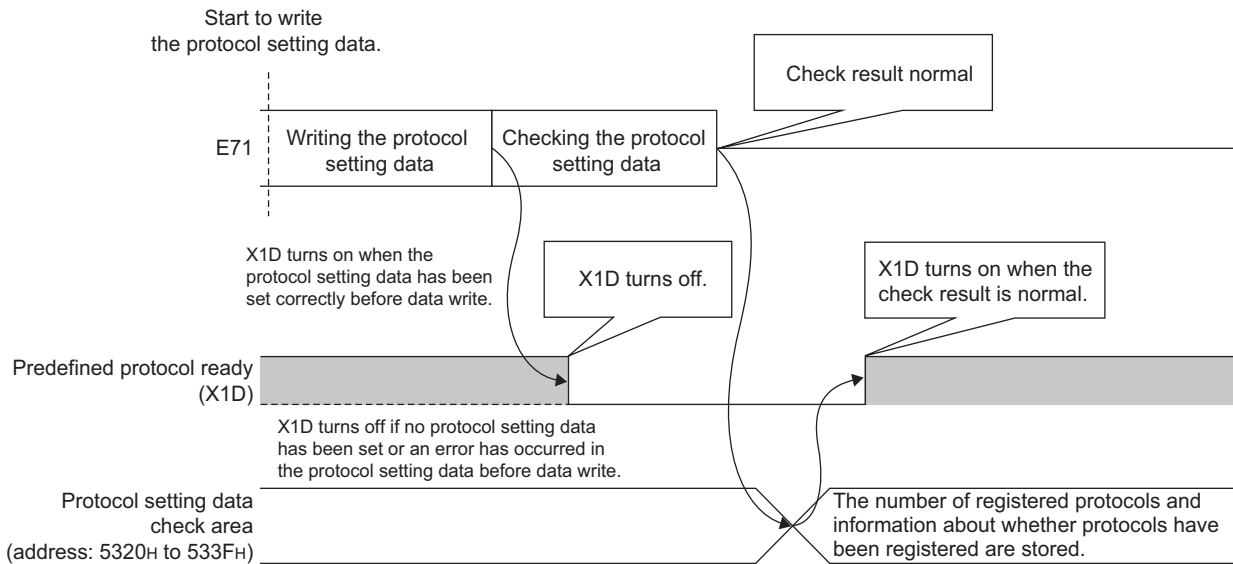 Start to write
the protocol setting data.
Check result normal
E71
Writing the protocol
setting data
Checking the protocol
setting data
X1D turns on when the
protocol setting data has been
set correctly before data write.
X1D turns off.
X1D turns on when the
check result is normal.
Predefined protocol ready
(X1D)
X1D turns off if no protocol setting data
has been set or an error has occurred in
the protocol setting data before data write.
Protocol setting data
check area
(address: 5320H to 533FH)
The number of registered protocols and
information about whether protocols have
been registered are stored.